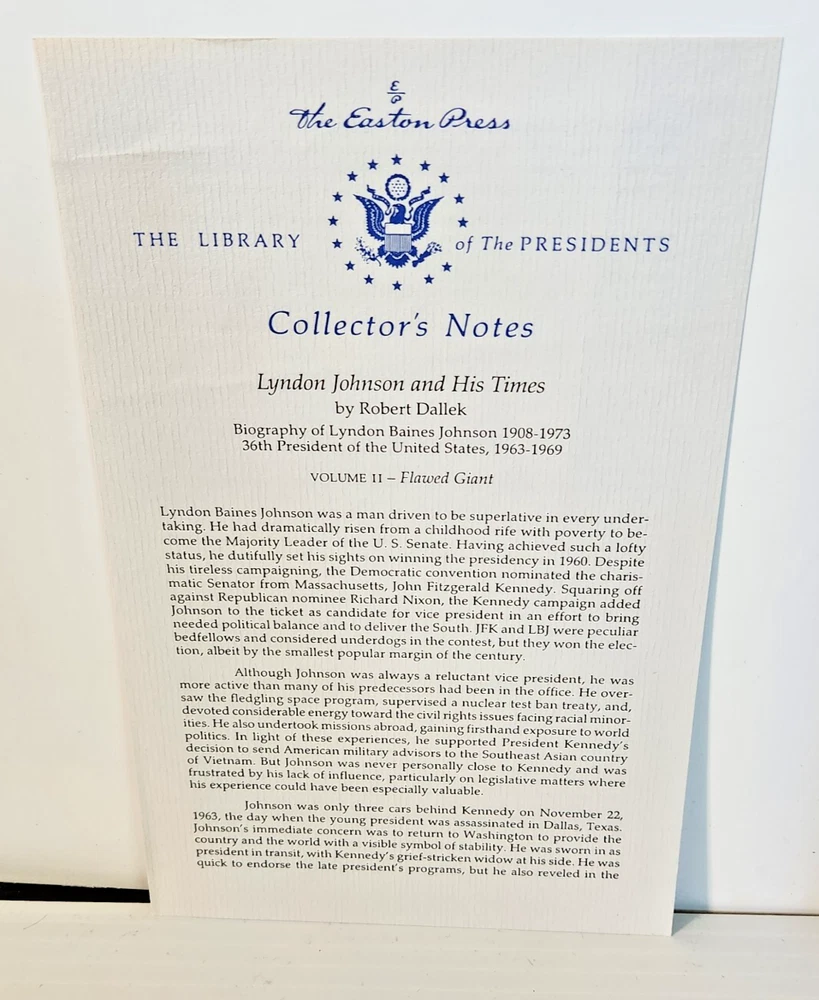 E
P
the Easton Press
THE LIBRARY of The PRESIDENTS
Collector's Notes
Lyndon Johnson and His Times
by Robert Dallek
Biography of Lyndon Baines Johnson 1908-1973
36th President of the United States, 1963-1969
VOLUME II – Flawed Giant
Lyndon Baines Johnson was a man driven to be superlative in every under-
taking. He had dramatically risen from a childhood rife with poverty to be-
come the Majority Leader of the U. S. Senate. Having achieved such a lofty
status, he dutifully set his sights on winning the presidency in 1960. Despite
his tireless campaigning, the Democratic convention nominated the charis-
matic Senator from Massachusetts, John Fitzgerald Kennedy. Squaring off
against Republican nominee Richard Nixon, the Kennedy campaign added
Johnson to the ticket as candidate for vice president in an effort to bring
needed political balance and to deliver the South. JFK and LBJ were peculiar
bedfellows and considered underdogs in the contest, but they won the elec-
tion, albeit by the smallest popular margin of the century.
Although Johnson was always a reluctant vice president, he was
more active than many of his predecessors had been in the office. He over-
saw the fledgling space program, supervised a nuclear test ban treaty, and,
devoted considerable energy toward the civil rights issues facing racial minor-
ities. He also undertook missions abroad, gaining firsthand exposure to world
politics. In light of these experiences, he supported President Kennedy's
decision to send American military advisors to the Southeast Asian country
of Vietnam. But Johnson was never personally close to Kennedy and was
frustrated by his lack of influence, particularly on legislative matters where
his experience could have been especially valuable.
Johnson was only three cars behind Kennedy on November 22,
1963, the day when the young president was assassinated in Dallas, Texas.
Johnson's immediate concern was to return to Washington to provide the
country and the world with a visible symbol of stability. He was sworn in as
president in transit, with Kennedy's grief-stricken widow at his side. He was
quick to endorse the late president's programs, but he also reveled in the